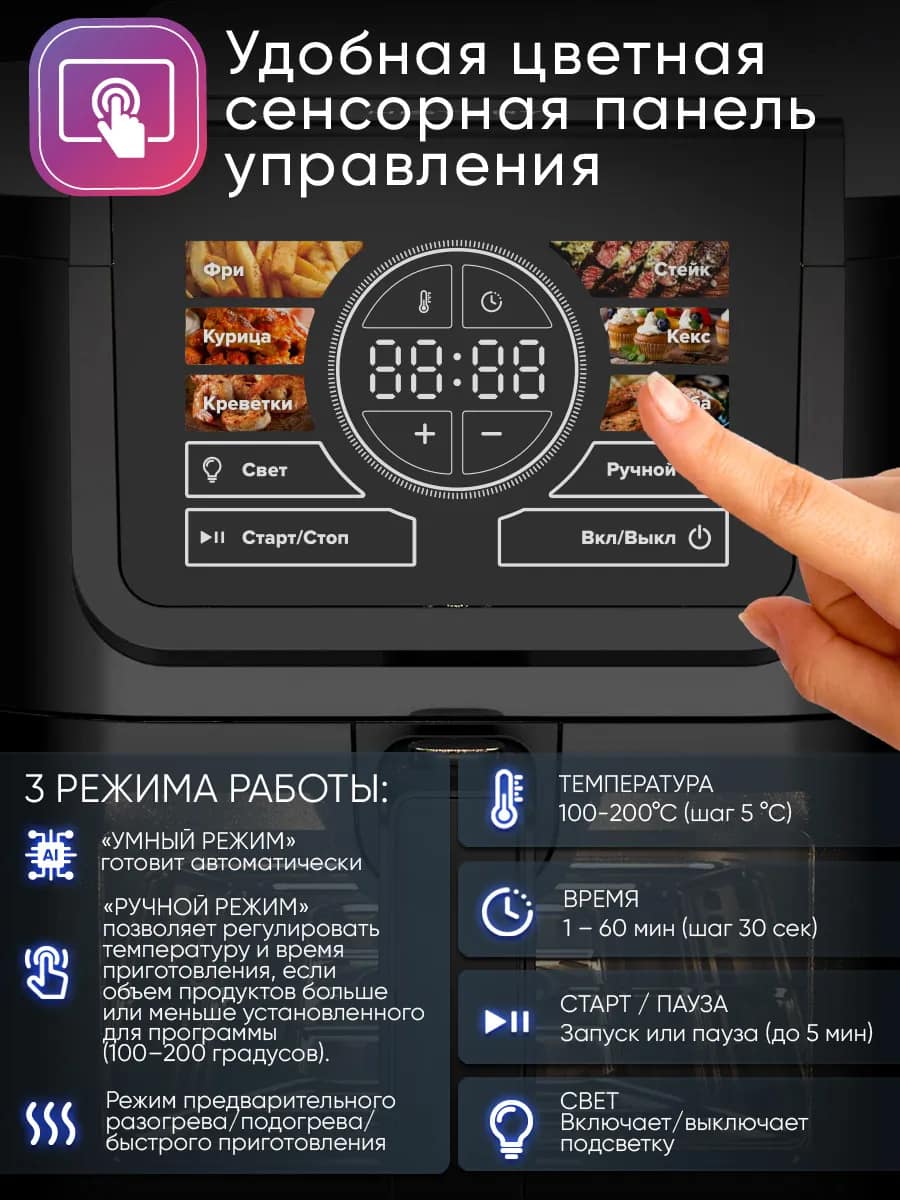 Удобная цветная
сенсорная панель
управления
Фри
Стейк
Курица
Кекс
Креветки
88:88
+
−
Свет
Ручной
Старт/Стоп
Вкл/Выкл
3 РЕЖИМА РАБОТЫ:
AI
«УМНЫЙ РЕЖИМ»
готовит автоматически
«РУЧНОЙ РЕЖИМ»
позволяет регулировать
температуру и время
приготовления, если
объем продуктов больше
или меньше установленного
для программы
(100–200 градусов).
Режим предварительного
разогрева/подогрева/
быстрого приготовления
ТЕМПЕРАТУРА
100-200°C (шаг 5 °C)
ВРЕМЯ
1 – 60 мин (шаг 30 сек)
СТАРТ / ПАУЗА
Запуск или пауза (до 5 мин)
СВЕТ
Включает/выключает
подсветку